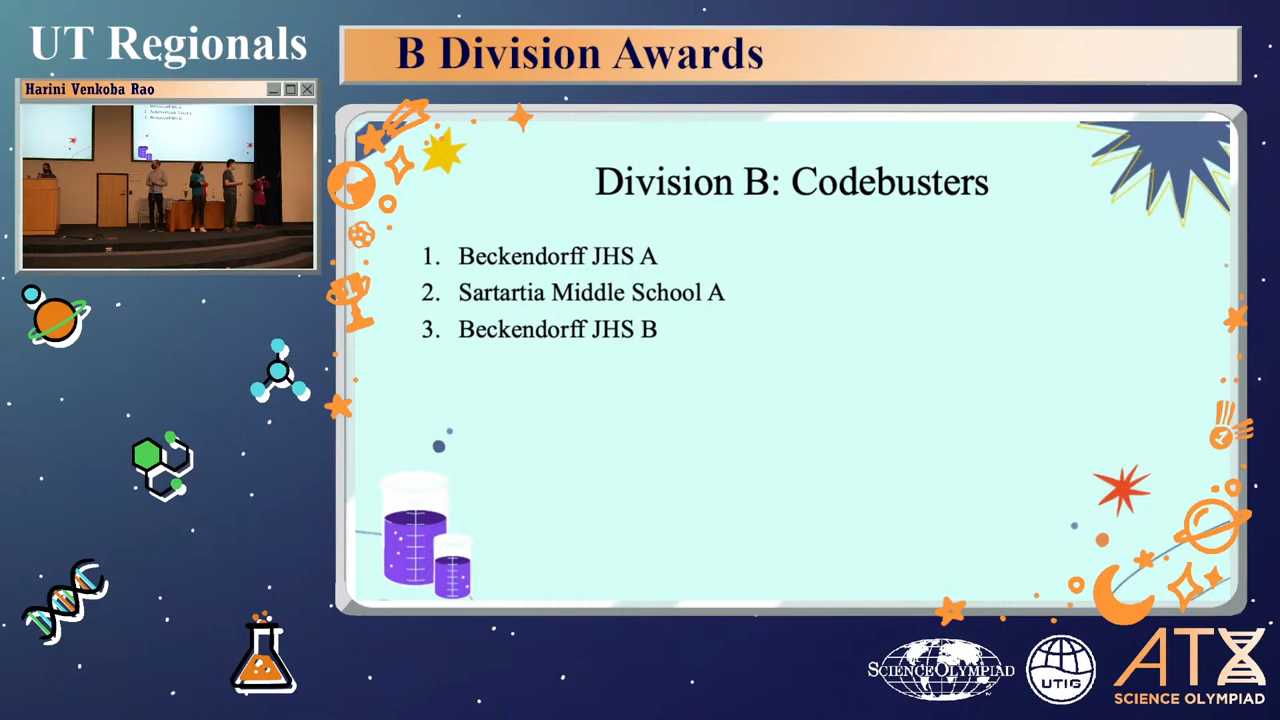 UT Regionals
B Division Awards
Harini Venkoba Rao
Division B: Codebusters
1. Beckendorff JHS A
2. Sartartia Middle School A
3. Beckendorff JHS B
1
SCIENCE OLYMPIAD
UTIG
ATX
SCIENCE OLYMPIAD